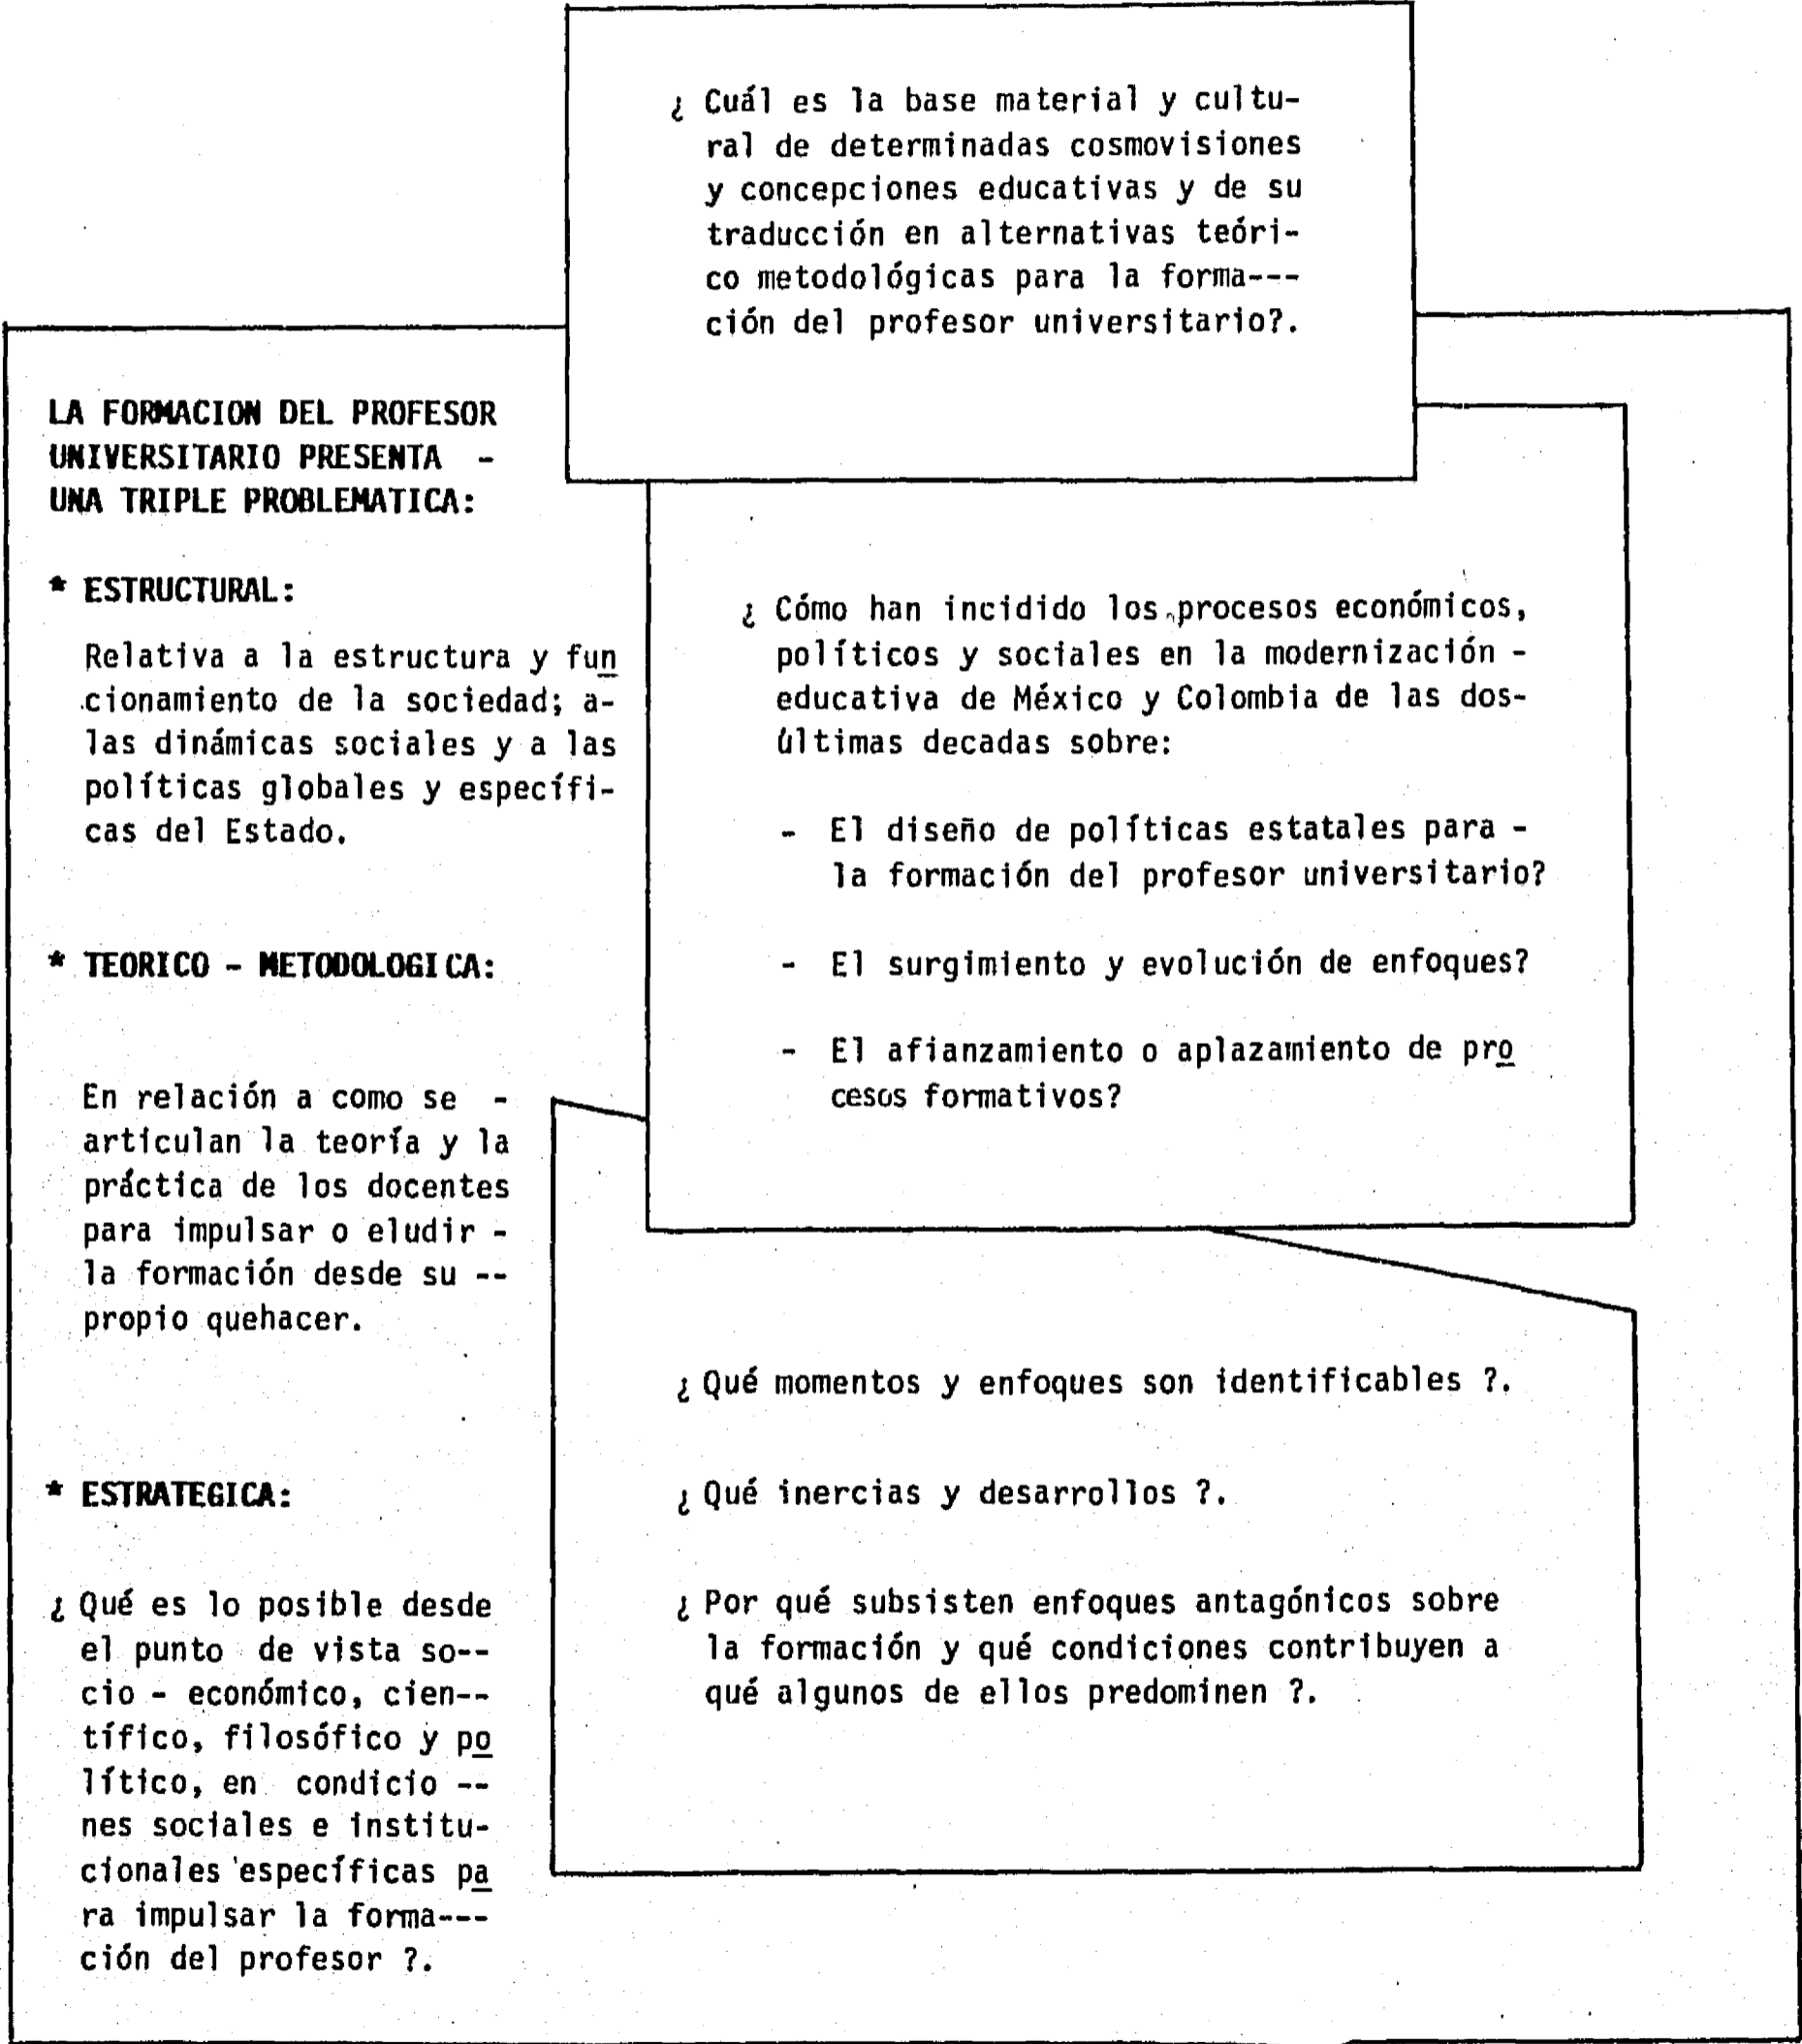 ¿ Cuál es la base material y cultu-
ral de determinadas cosmovisiones
y concepciones educativas y de su
traducción en alternativas teóri-
co metodológicas para la forma---
ción del profesor universitario?.
LA FORMACION DEL PROFESOR
UNIVERSITARIO PRESENTA -
UNA TRIPLE PROBLEMATICA:
* ESTRUCTURAL:
Relativa a la estructura y fun
cionamiento de la sociedad; a-
las dinámicas sociales y a las
políticas globales y específi-
cas del Estado.
* TEORICO - METODOLOGICA:
En relación a como se -
articulan la teoría y la
práctica de los docentes
para impulsar o eludir -
la formación desde su --
propio quehacer.
* ESTRATEGICA:
¿ Qué es lo posible desde
el punto de vista so--
cio - económico, cien--
tífico, filosófico y po
lítico, en condicio --
nes sociales e institu-
cionales específicas pa
ra impulsar la forma---
ción del profesor ?.
¿ Cómo han incidido los procesos económicos,
políticos y sociales en la modernización -
educativa de México y Colombia de las dos-
últimas decadas sobre:
- El diseño de políticas estatales para -
la formación del profesor universitario?
- El surgimiento y evolución de enfoques?
- El afianzamiento o aplazamiento de pro
cesos formativos?
¿ Qué momentos y enfoques son identificables ?.
¿ Qué inercias y desarrollos ?.
¿ Por qué subsisten enfoques antagónicos sobre
la formación y qué condiciones contribuyen a
qué algunos de ellos predominen ?.